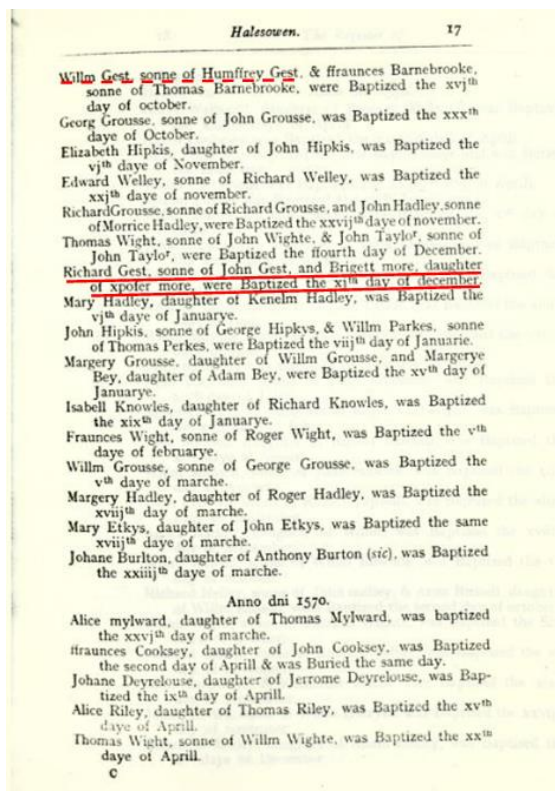 Halesowen. 17
Willm Gest, sonne of Humffrey Gest, & ffraunces Barnebrooke,
sonne of Thomas Barnebrooke, were Baptized the xvjth
day of october.
Georg Grousse, sonne of John Grousse, was Baptized the xxxth
daye of October.
Elizabeth Hipkis, daughter of John Hipkis, was Baptized the
vjth daye of November.
Edward Welley, sonne of Richard Welley, was Baptized the
xxjth daye of november.
Richard Grousse, sonne of Richard Grousse, and John Hadley, sonne
of Morrice Hadley, were Baptized the xxvijth daye of november.
Thomas Wight, sonne of John Wighte, & John Taylor, sonne of
John Taylor, were Baptized the ffourth day of December.
Richard Gest, sonne of John Gest, and Brigett more, daughter
of xpofer more, were Baptized the xjth day of december.
Mary Hadley, daughter of Kenelm Hadley, was Baptized the
vjth day of Januarye.
John Hipkis, sonne of George Hipkys, & Willm Parkes, sonne
of Thomas Perkes, were Baptized the viijth day of Januarie.
Margery Grousse, daughter of Willm Grousse, and Margerye
Bey, daughter of Adam Bey, were Baptized the xvth day of
Januarye.
Isabell Knowles, daughter of Richard Knowles, was Baptized
the xixth day of Januarye.
Fraunces Wight, sonne of Roger Wight, was Baptized the vth
daye of februarye.
Willm Grousse, sonne of George Grousse, was Baptized the
vth daye of marche.
Margery Hadley, daughter of Roger Hadley, was Baptized the
xviijth day of marche.
Mary Etkys, daughter of John Etkys, was Baptized the same
xviijth daye of marche.
Johane Burlton, daughter of Anthony Burton (sic), was Baptized
the xxiiijth daye of marche.
Anno dni 1570.
Alice mylward, daughter of Thomas Mylward, was baptized
the xxvjth day of marche.
ffraunces Cooksey, daughter of John Cooksey, was Baptized
the second day of Aprill & was Buried the same day.
Johane Deyrelouse, daughter of Jerrome Deyrelouse, was Bap-
tized the ixth day of Aprill.
Alice Riley, daughter of Thomas Riley, was Baptized the xvth
daye of Aprill.
Thomas Wight, sonne of Willm Wighte, was Baptized the xxth
daye of Aprill
C